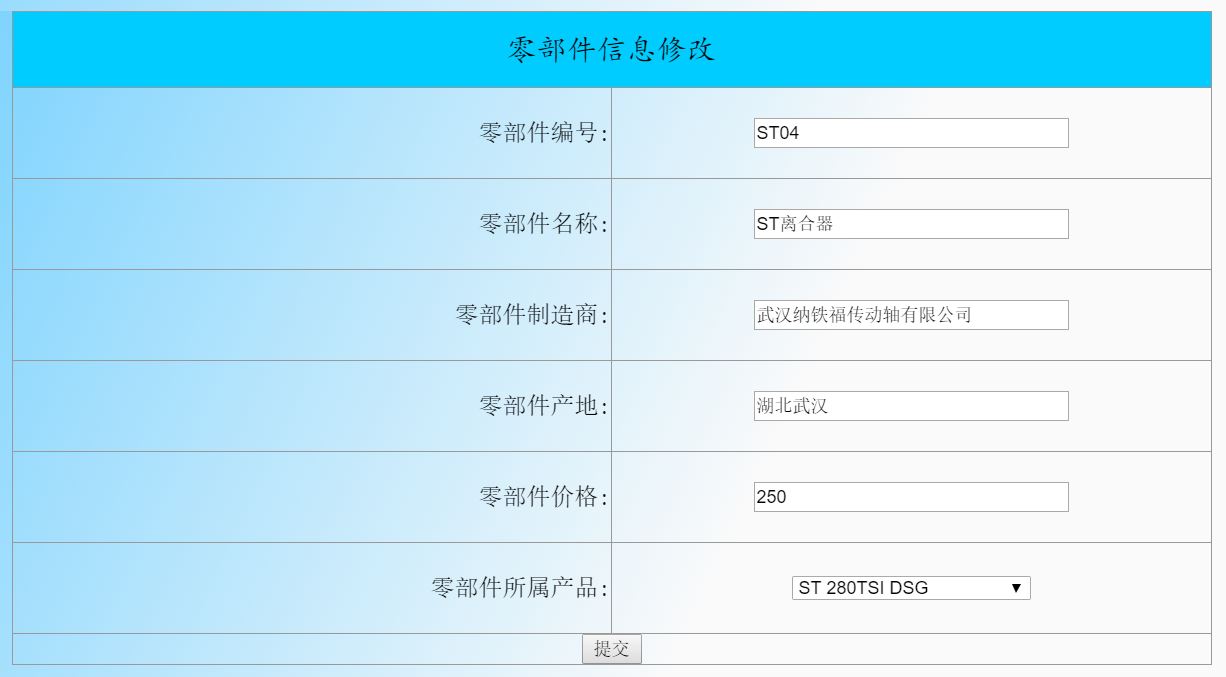 零部件信息修改
零部件编号: ST04
零部件名称: ST离合器
零部件制造商: 武汉纳铁福传动轴有限公司
零部件产地: 湖北武汉
零部件价格: 250
零部件所属产品: ST 280TSI DSG
提交